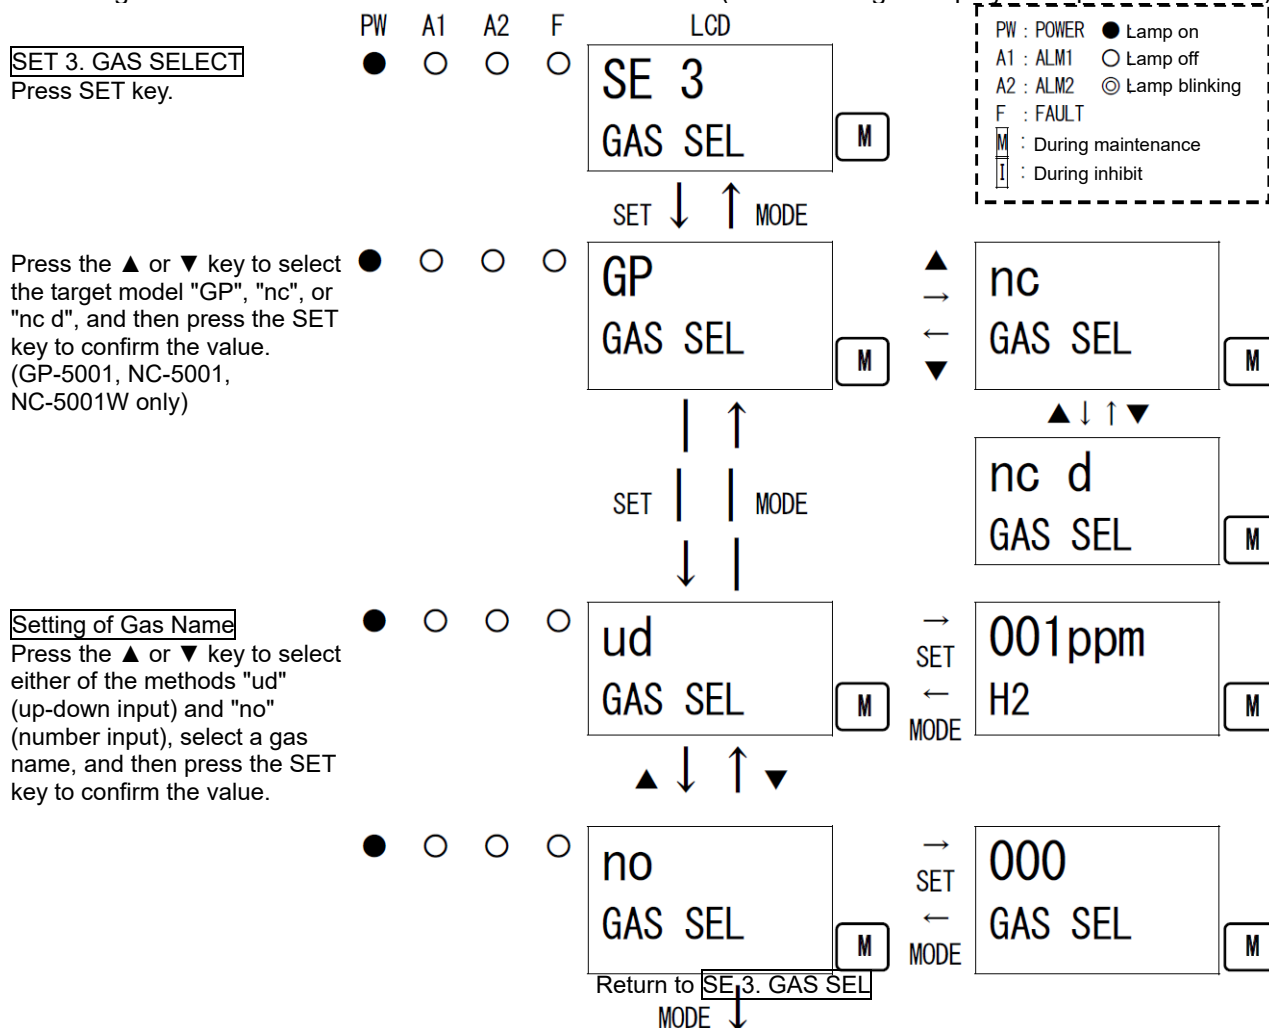 PW A1 A2 F LCD
PW : POWER ● Lamp on
A1 : ALM1 ○ Lamp off
A2 : ALM2 ◎ Lamp blinking
F : FAULT
M : During maintenance
I : During inhibit
SET 3. GAS SELECT
Press SET key.
SE 3
GAS SEL
M
SET ↓ ↑ MODE
Press the ▲ or ▼ key to select
the target model "GP", "nc", or
"nc d", and then press the SET
key to confirm the value.
(GP-5001, NC-5001,
NC-5001W only)
GP
GAS SEL
M
▲
→
←
▼
nc
GAS SEL
M
▲ ↓ ↑ ▼
nc d
GAS SEL
M
SET MODE
Setting of Gas Name
Press the ▲ or ▼ key to select
either of the methods "ud"
(up-down input) and "no"
(number input), select a gas
name, and then press the SET
key to confirm the value.
ud
GAS SEL
M
→
SET
←
MODE
001ppm
H2
M
▲ ↓ ↑ ▼
no
GAS SEL
M
→
SET
←
MODE
000
GAS SEL
M
Return to SE 3. GAS SEL
MODE ↓